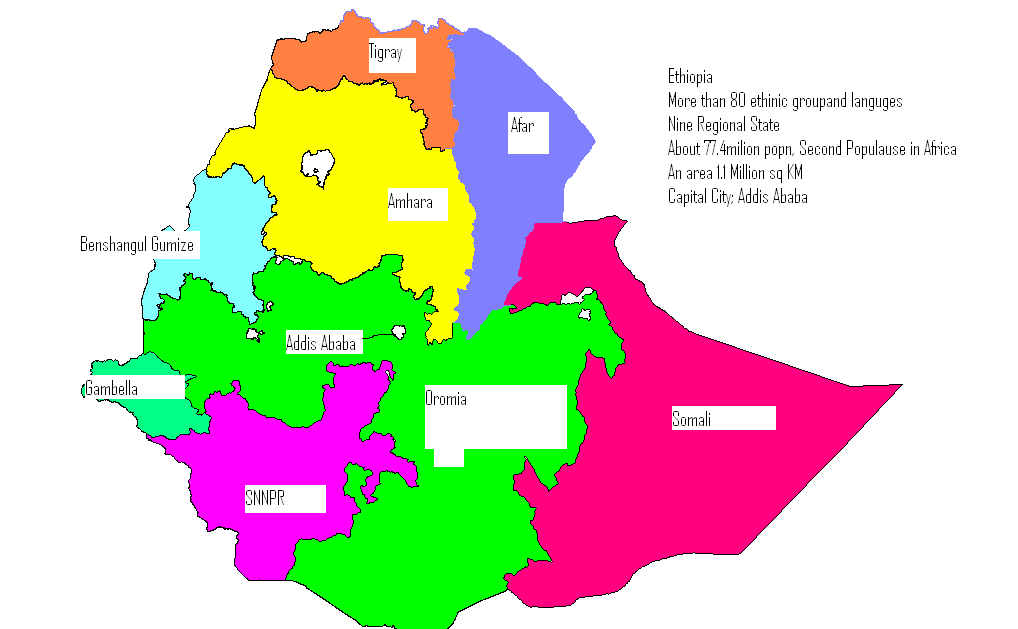 Tigray
Ethiopia
More than 80 ethinic groupand languges
Nine Regional State
About 77.4milion popn, Second Populause in Africa
An area 1.1 Million sq KM
Capital City; Addis Ababa
Afar
Amhara
Benshangul Gumize
Addis Ababa
Gambella
Oromia
Somali
SNNPR